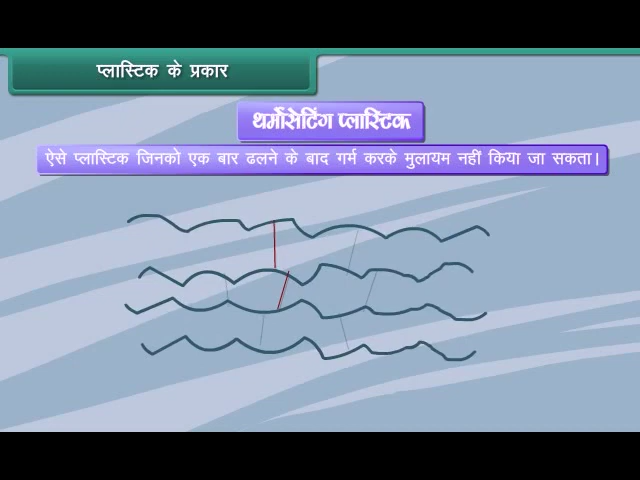 प्लास्टिक के प्रकार
थर्मोसेटिंग प्लास्टिक
ऐसे प्लास्टिक जिनको एक बार ढलने के बाद गर्म करके मुलायम नहीं किया जा सकता।